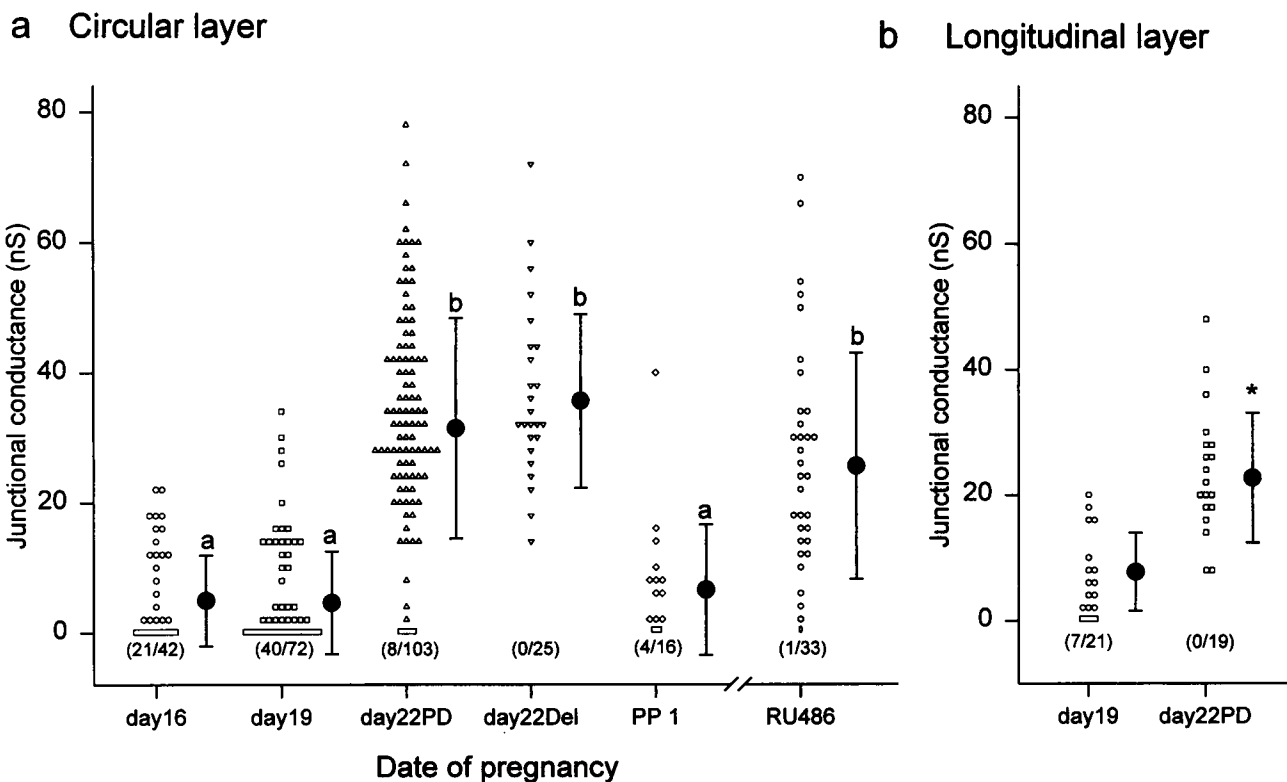 a Circular layer
Junctional conductance (nS)
80
60
40
20
0
a
a
b
b
a
b
(21/42) (40/72) (8/103) (0/25) (4/16) (1/33)
day16 day19 day22PD day22Del PP 1 RU486
Date of pregnancy
b Longitudinal layer
Junctional conductance (nS)
80
60
40
20
0
*
(7/21) (0/19)
day19 day22PD